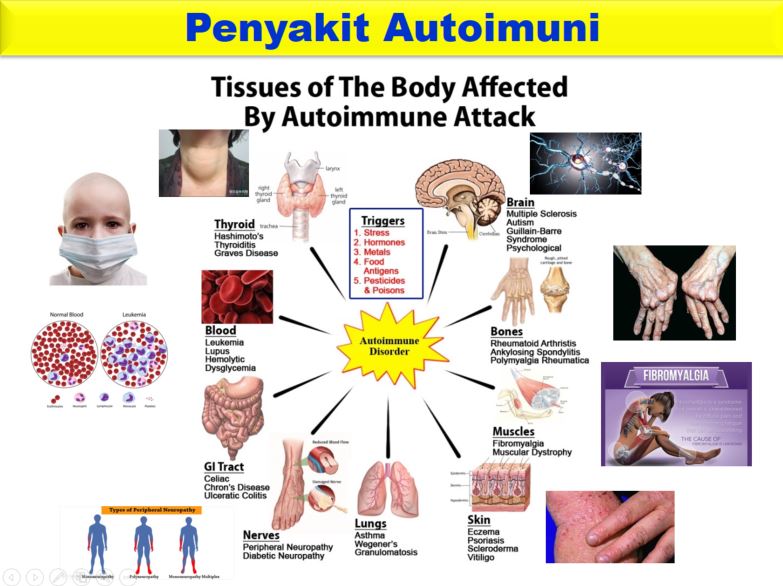 Penyakit Autoimuni
Tissues of The Body Affected
By Autoimmune Attack
larynx
right
thyroid
gland
left
thyroid
gland
trachea
Thyroid
Hashimoto's
Thyroiditis
Graves Disease
Triggers
1. Stress
2. Hormones
3. Metals
4. Food
Antigens
5. Pesticides
& Poisons
Brain Stem
Cerebellum
Brain
Multiple Sclerosis
Autism
Guillain-Barre
Syndrome
Psychological
Rough, pitted
cartilage and bone
Blood
Leukemia
Lupus
Hemolytic
Dysglycemia
Normal Blood
Leukemia
Erythrocytes
Neutrophil
Lymphocyte
Monocyte
Platelets
Autoimmune
Disorder
Bones
Rheumatoid Arthristis
Ankylosing Spondylitis
Polymyalgia Rheumatica
FIBROMYALGIA
THE CAUSE OF
Muscles
Fibromyalgia
Muscular Dystrophy
GI Tract
Celiac
Chron's Disease
Ulceratic Colitis
Reduced Blood Flow
Damaged Nerve
Epidermis
Dermis
Nerves
Peripheral Neuropathy
Diabetic Neuropathy
Lungs
Asthma
Wegener's
Granulomatosis
Skin
Eczema
Psoriasis
Scleroderma
Vitiligo
Types of Peripheral Neuropathy
Mononeuropathy
Polyneuropathy
Mononeuropathy Multiplex